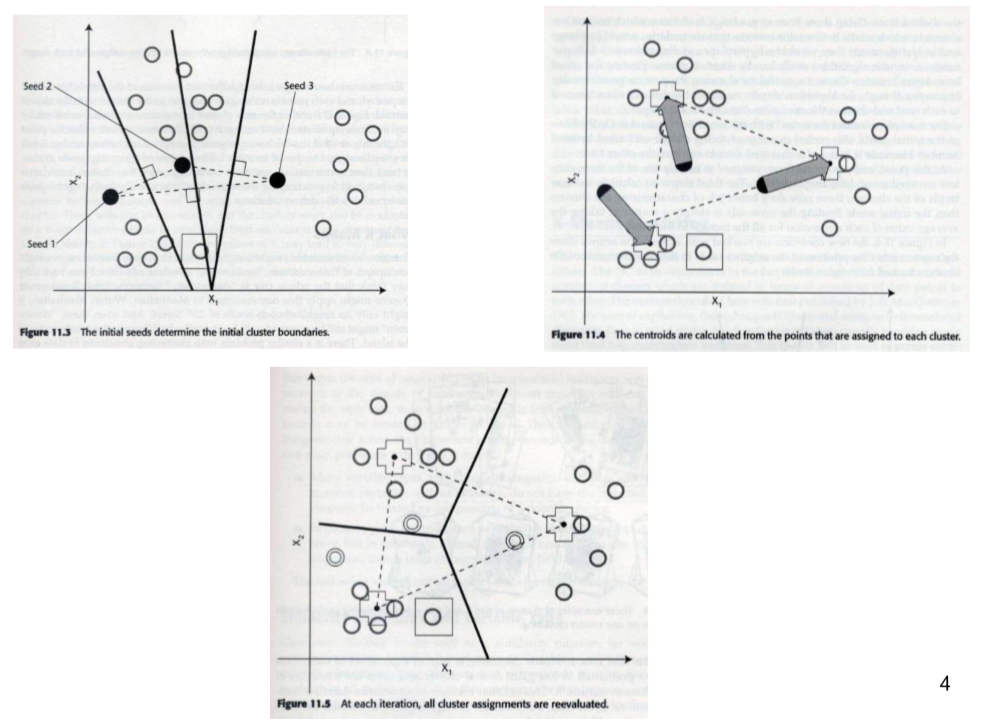 Seed 2
Seed 3
X2
Seed 1
X1
Figure 11.3 The initial seeds determine the initial cluster boundaries.
X2
X1
Figure 11.4 The centroids are calculated from the points that are assigned to each cluster.
X2
X1
Figure 11.5 At each iteration, all cluster assignments are reevaluated.
4